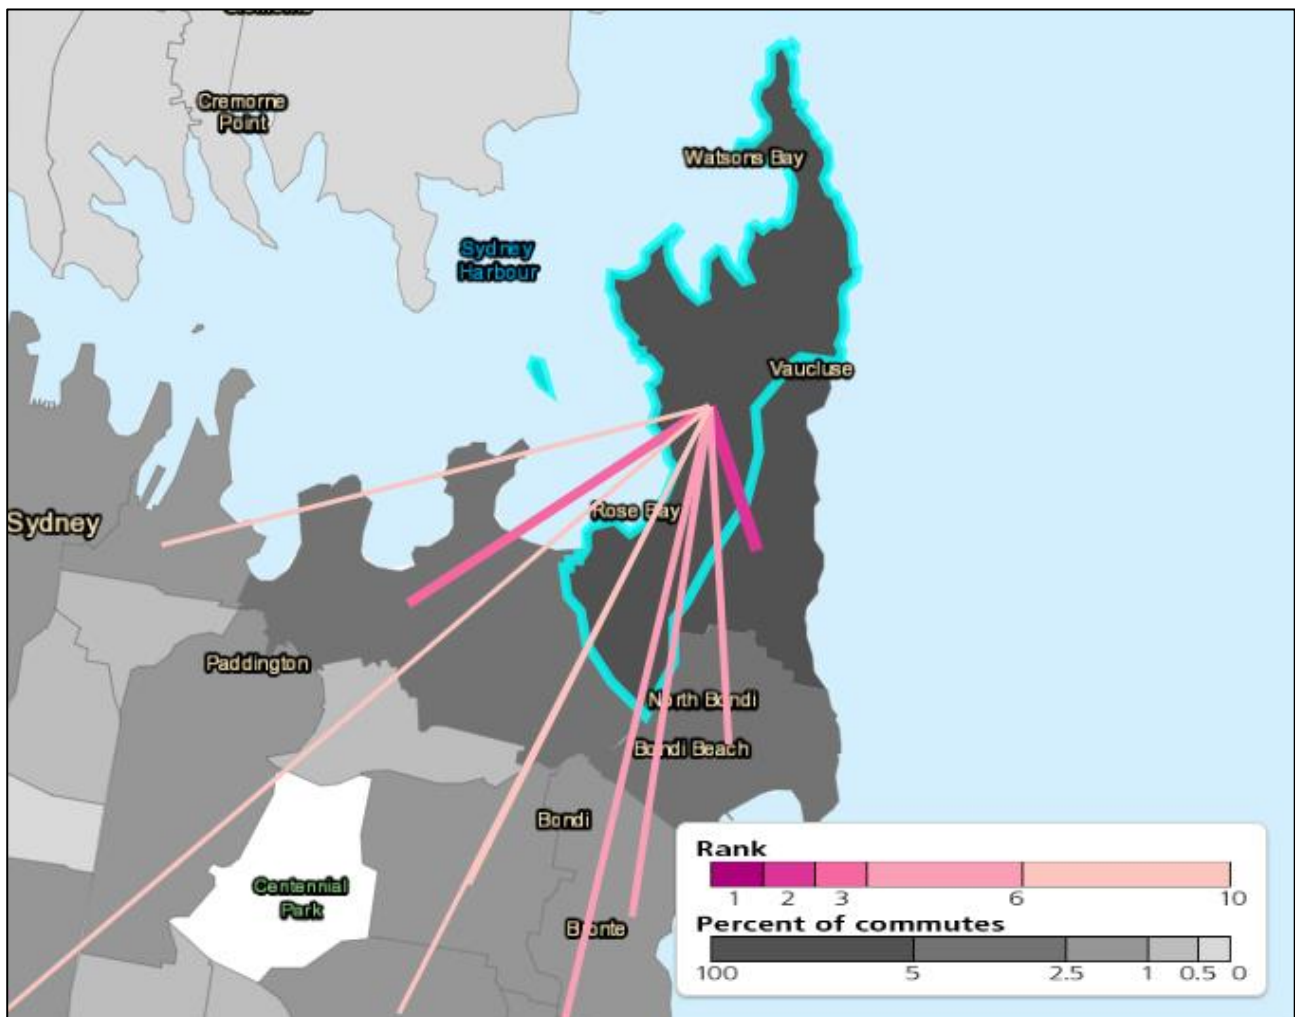 Cremorne
Point
Watsons Bay
Sydney
Harbour
Vaucluse
Rose Bay
Sydney
Paddington
North Bondi
Bondi Beach
Bondi
Centennial
Park
Bronte
Rank
1 2 3 6 10
Percent of commutes
100 5 2.5 1 0.5 0